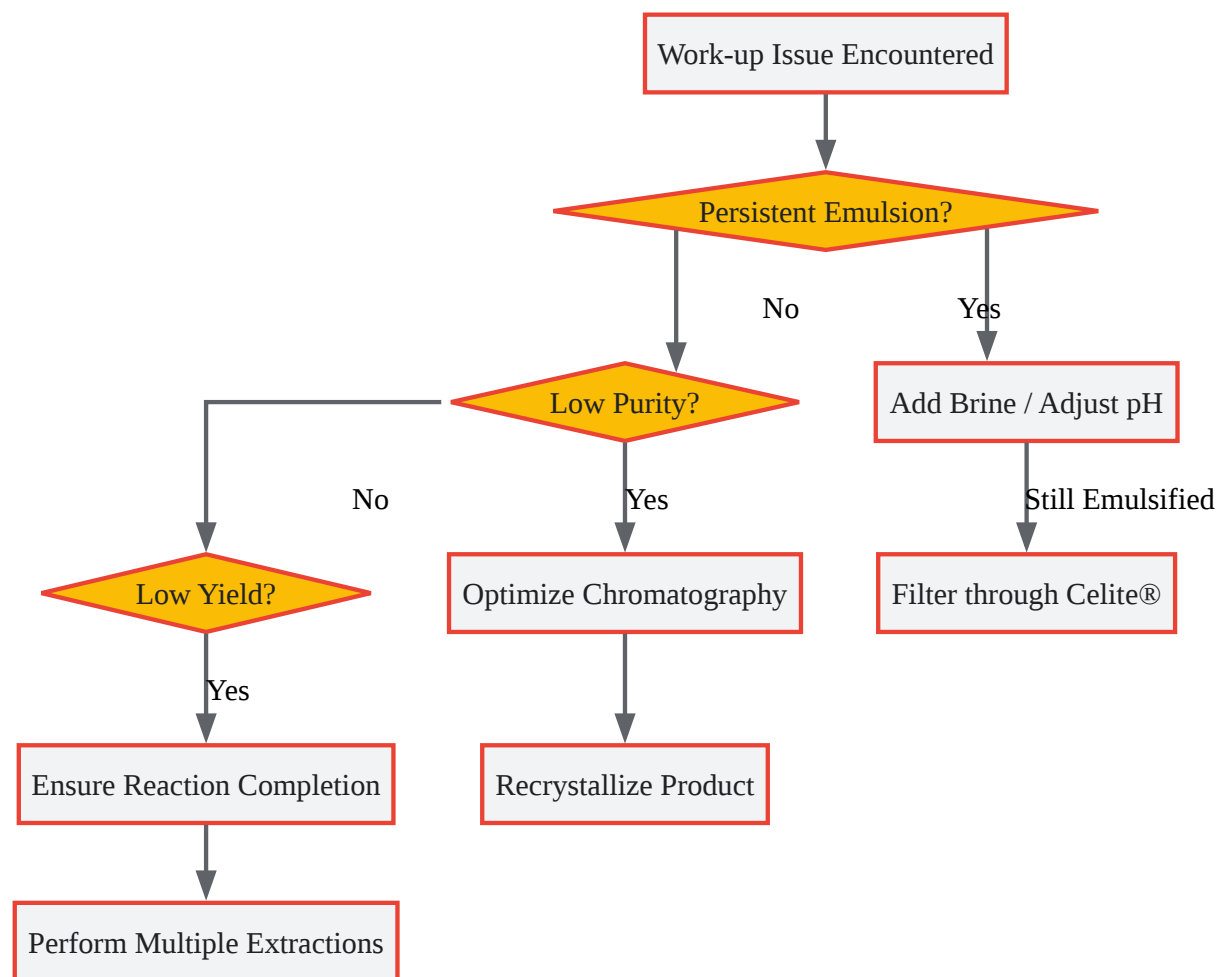 Work-up Issue Encountered
Persistent Emulsion?
No
Yes
Low Purity?
Add Brine / Adjust pH
No
Yes
Still Emulsified
Low Yield?
Optimize Chromatography
Filter through Celite®
Yes
Ensure Reaction Completion
Recrystallize Product
Perform Multiple Extractions